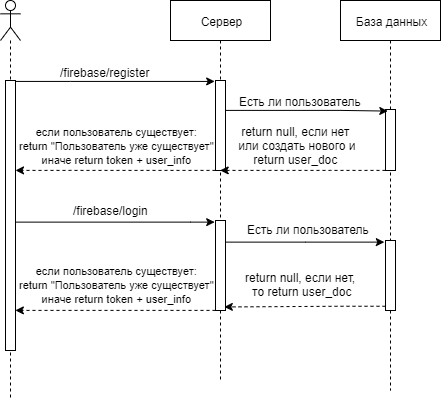 Сервер
База данных
/firebase/register
Есть ли пользователь
если пользователь существует:
return "Пользователь уже существует"
иначе return token + user_info
return null, если нет
или создать нового и
return user_doc
/firebase/login
Есть ли пользователь
если пользователь существует:
return "Пользователь уже существует"
иначе return token + user_info
return null, если нет,
то return user_doc